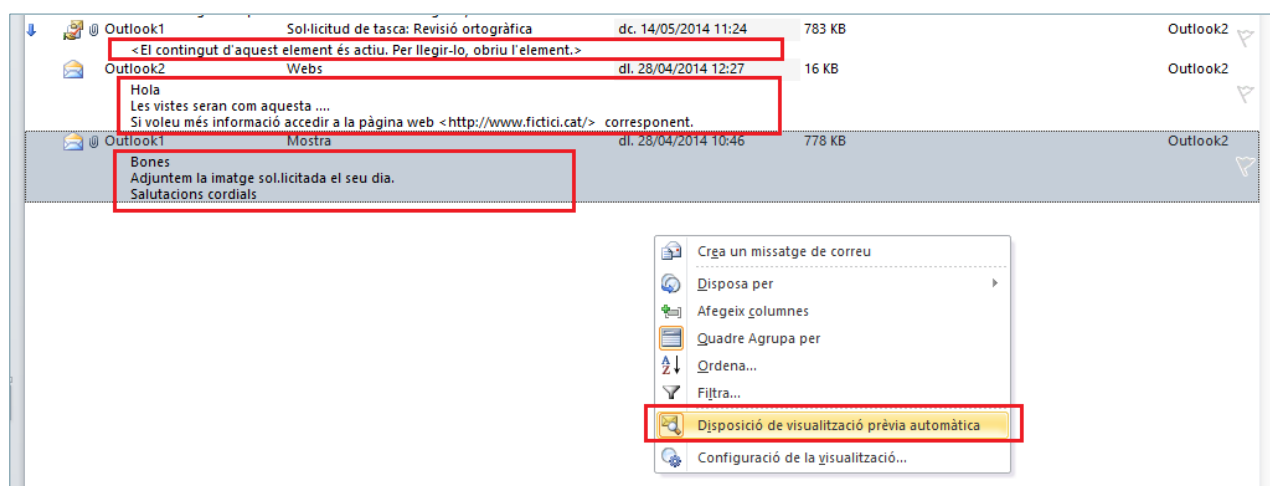 Outlook1 Sol·licitud de tasca: Revisió ortogràfica dc. 14/05/2014 11:24 783 KB Outlook2
<El contingut d'aquest element és actiu. Per llegir-lo, obriu l'element.>
Outlook2 Webs dl. 28/04/2014 12:27 16 KB Outlook2
Hola
Les vistes seran com aquesta ....
Si voleu més informació accedir a la pàgina web <http://www.fictici.cat/> corresponent.
Outlook1 Mostra dl. 28/04/2014 10:46 778 KB Outlook2
Bones
Adjuntem la imatge sol.licitada el seu dia.
Salutacions cordials
Crea un missatge de correu
Disposa per
Afegeix columnes
Quadre Agrupa per
Ordena...
Filtra...
Disposició de visualització prèvia automàtica
Configuració de la visualització...